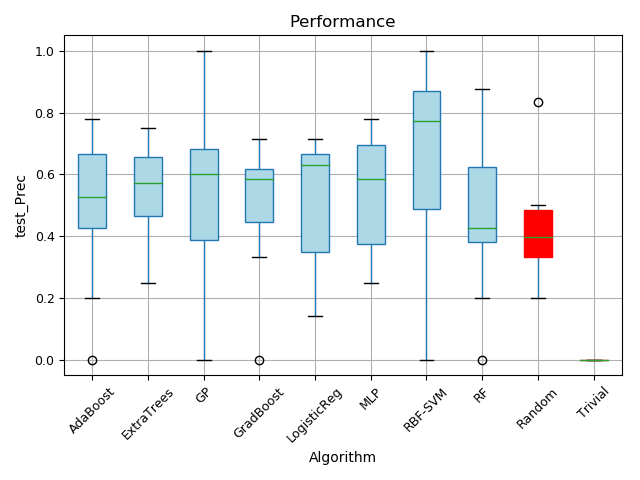 Performance
1.0
0.8
0.6
0.4
0.2
0.0
test_Prec
AdaBoost
ExtraTrees
GP
GradBoost
LogisticReg
MLP
RBF-SVM
RF
Random
Trivial
Algorithm